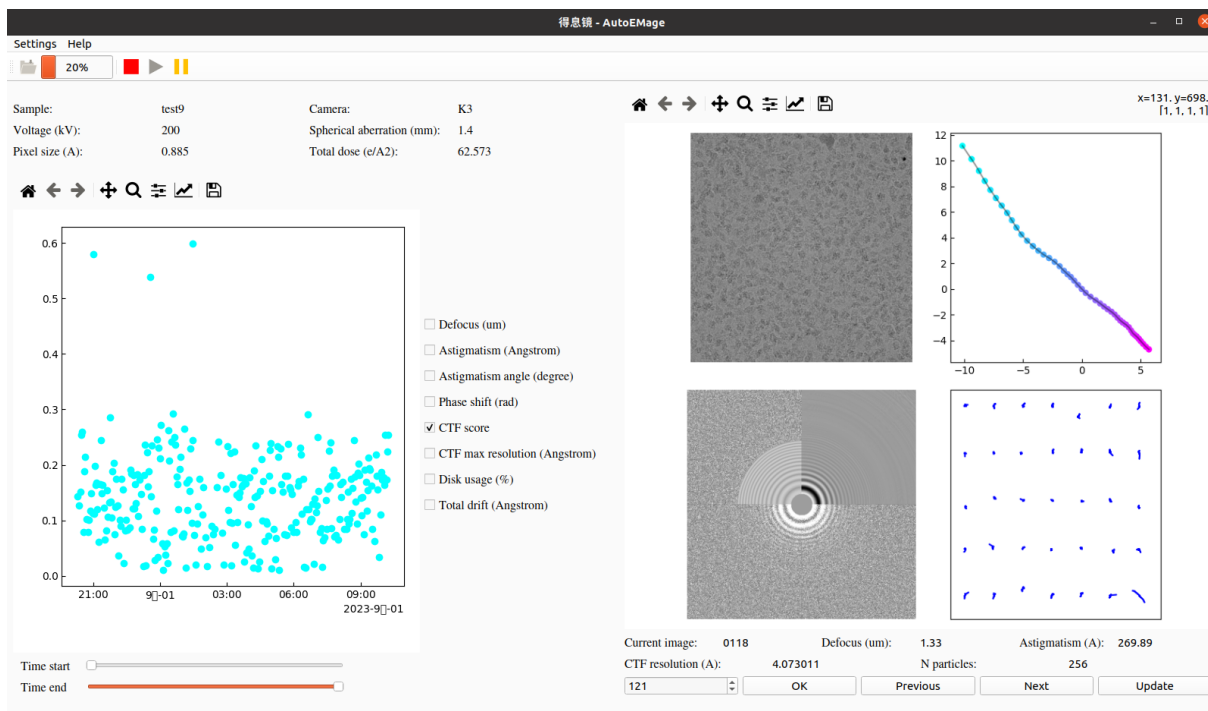 得息镜 - AutoEMage
Settings Help
20%
Sample: test9 Camera: K3
Voltage (kV): 200 Spherical aberration (mm): 1.4
Pixel size (A): 0.885 Total dose (e/A2): 62.573
x=131. y=698.
[1, 1, 1, 1]
0.6
0.5
0.4
0.3
0.2
0.1
0.0
21:00 9▯-01 03:00 06:00 09:00
2023-9▯-01
Defocus (um)
Astigmatism (Angstrom)
Astigmatism angle (degree)
Phase shift (rad)
CTF score
CTF max resolution (Angstrom)
Disk usage (%)
Total drift (Angstrom)
Time start
Time end
12
10
8
6
4
2
0
−2
−4
−10 −5 0 5
Current image: 0118 Defocus (um): 1.33 Astigmatism (A): 269.89
CTF resolution (A): 4.073011 N particles: 256
121 OK Previous Next Update